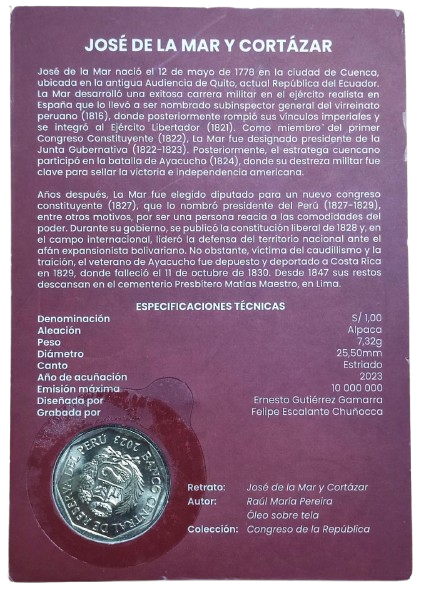 JOSÉ DE LA MAR Y CORTÁZAR
José de la Mar nació el 12 de mayo de 1778 en la ciudad de Cuenca,
ubicada en la antigua Audiencia de Quito, actual República del Ecuador.
La Mar desarrolló una exitosa carrera militar en el ejército realista en
España que lo llevó a ser nombrado subinspector general del virreinato
peruano (1816), donde posteriormente rompió sus vínculos imperiales y
se integró al Ejército Libertador (1821). Como miembro del primer
Congreso Constituyente (1822), La Mar fue designado presidente de la
Junta Gubernativa (1822-1823). Posteriormente, el estratega cuencano
participó en la batalla de Ayacucho (1824), donde su destreza militar fue
clave para sellar la victoria e independencia americana.
Años después, La Mar fue elegido diputado para un nuevo congreso
constituyente (1827), que lo nombró presidente del Perú (1827-1829),
entre otros motivos, por ser una persona reacia a las comodidades del
poder. Durante su gobierno, se publicó la constitución liberal de 1828 y, en
el campo internacional, lideró la defensa del territorio nacional ante el
afán expansionista bolivariano. No obstante, víctima del caudillismo y la
traición, el veterano de Ayacucho fue depuesto y deportado a Costa Rica
en 1829, donde falleció el 11 de octubre de 1830. Desde 1847 sus restos
descansan en el cementerio Presbítero Matías Maestro, en Lima.
ESPECIFICACIONES TÉCNICAS
Denominación S/ 1,00
Aleación Alpaca
Peso 7,32g
Diámetro 25,50mm
Canto Estriado
Año de acuñación 2023
Emisión máxima 10 000 000
Diseñada por Ernesto Gutiérrez Gamarra
Grabada por Felipe Escalante Chuñocca
BANCO CENTRAL DE RESERVA DEL PERÚ 2023
Retrato: José de la Mar y Cortázar
Autor: Raúl María Pereira
Óleo sobre tela
Colección: Congreso de la República